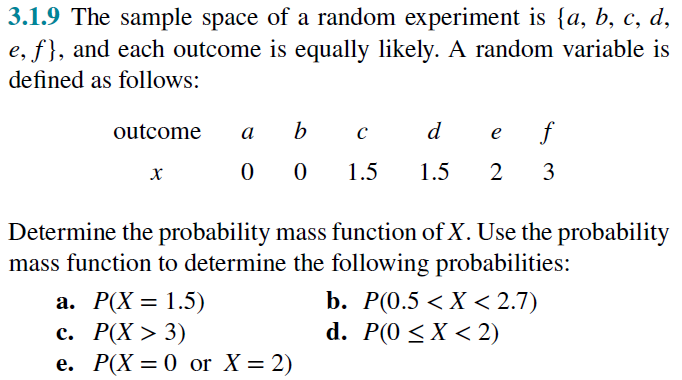 3.1.9 The sample space of a random experiment is {a, b, c, d,
e, f}, and each outcome is equally likely. A random variable is
defined as follows:
outcome a b c d e f
x 0 0 1.5 1.5 2 3
Determine the probability mass function of X. Use the probability
mass function to determine the following probabilities:
a. P(X = 1.5) b. P(0.5 < X < 2.7)
c. P(X > 3) d. P(0 ≤ X < 2)
e. P(X = 0 or X = 2)